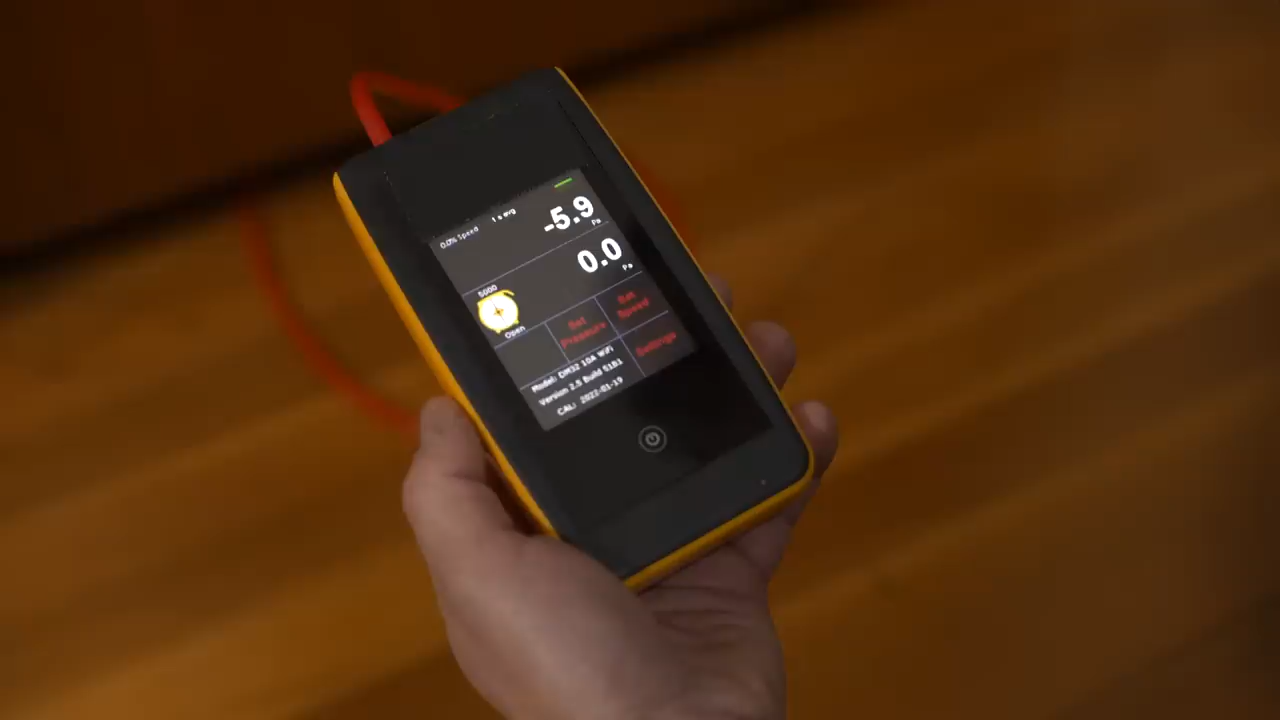 0.0% Speed 1 s avg -5.9
Pa
0.0
Pa
5000
Open
Set
Pressure
Set
Speed
Settings
Model: DM32 10A WiFi
Version 2.5 Build 5181
CAL: 2022-01-19